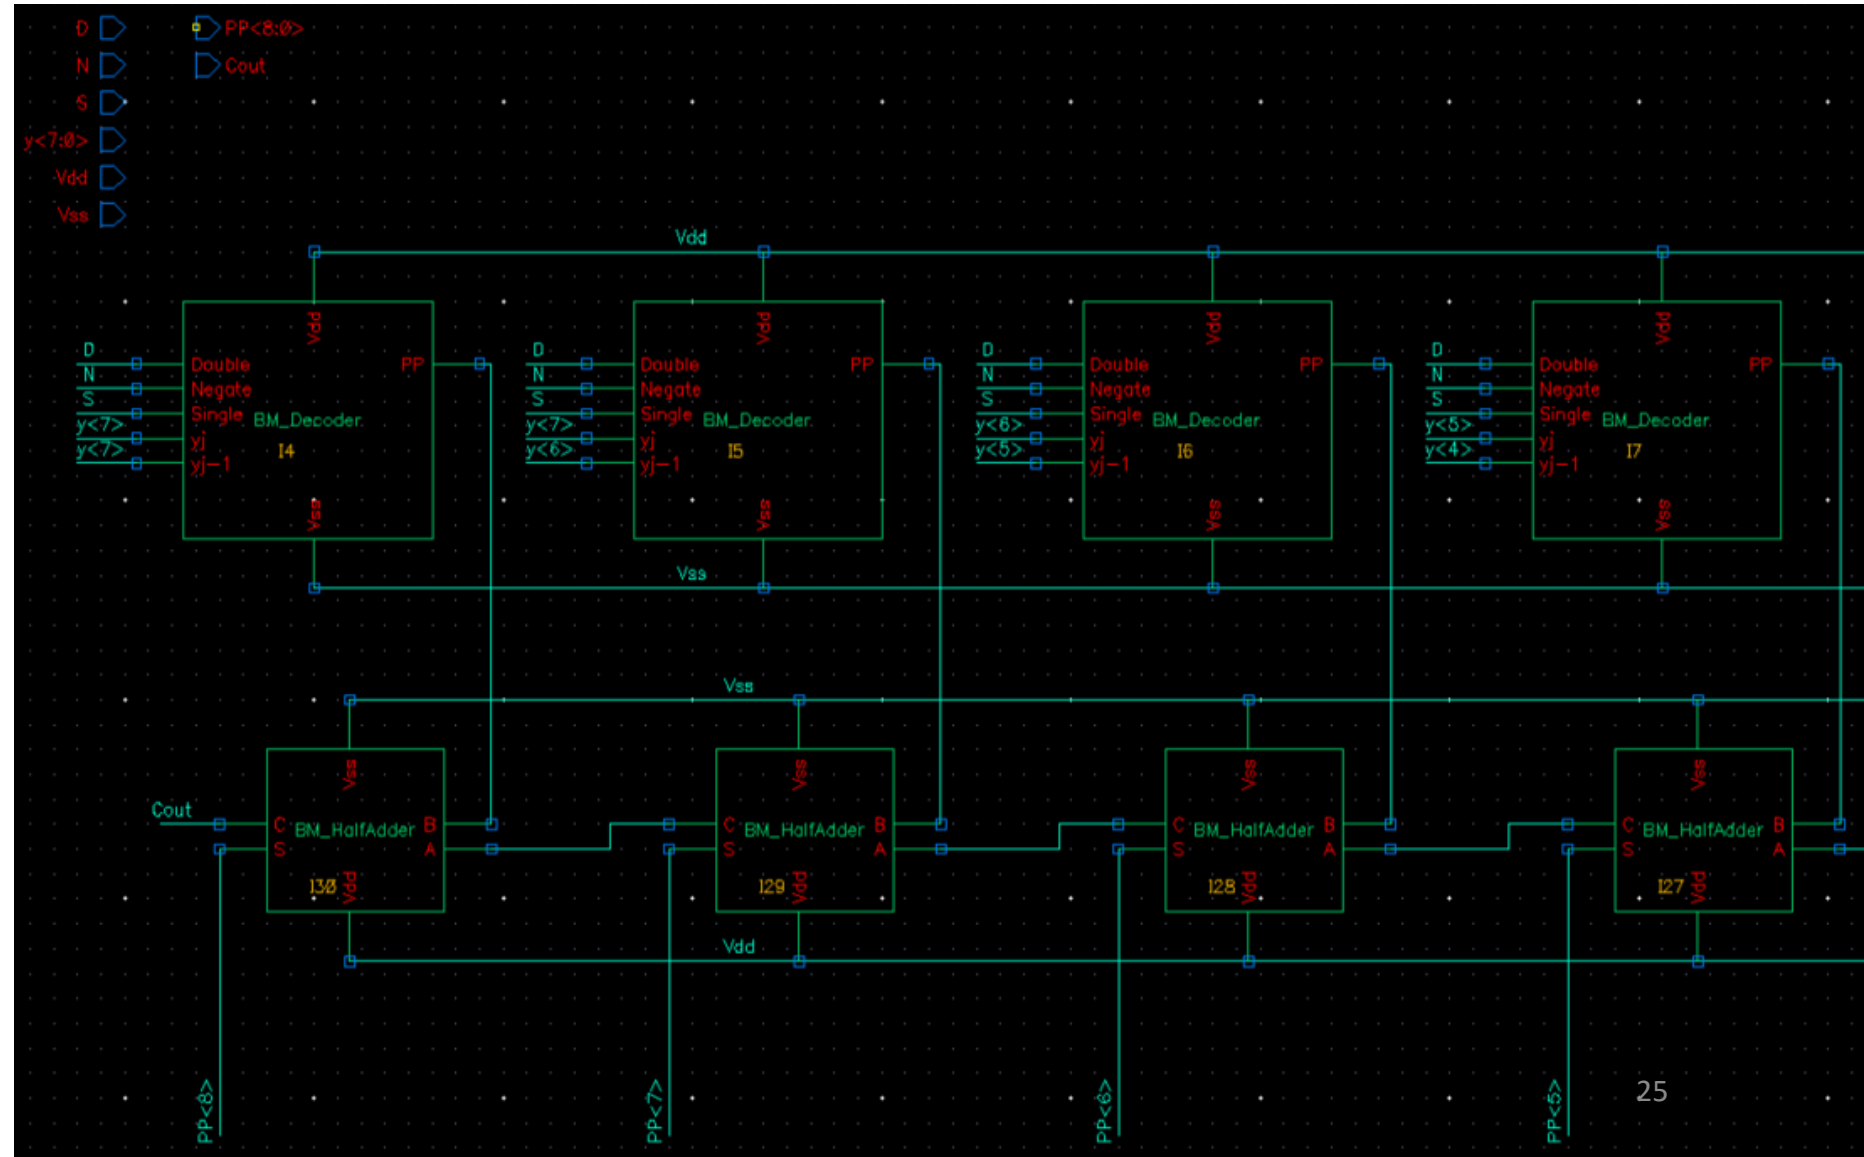 D PP<8:0>
N Cout
S
y<7:0>
Vdd
Vss
Vdd
Vdd Vdd Vdd Vdd
D Double PP D Double PP D Double PP D Double PP
N Negate N Negate N Negate N Negate
S Single BM_Decoder S Single BM_Decoder S Single BM_Decoder S Single BM_Decoder
y<7> yj I4 y<7> yj I5 y<6> yj I6 y<5> yj I7
y<7> yj-1 y<6> yj-1 y<5> yj-1 y<4> yj-1
Vss Vss Vss Vss
Vss
Vss
Vss Vss Vss Vss
Cout C BM_HalfAdder B C BM_HalfAdder B C BM_HalfAdder B C BM_HalfAdder B
S A S A S A S A
I30 Vdd I29 Vdd I28 Vdd I27 Vdd
Vdd
PP<8> PP<7> PP<6> PP<5>
25